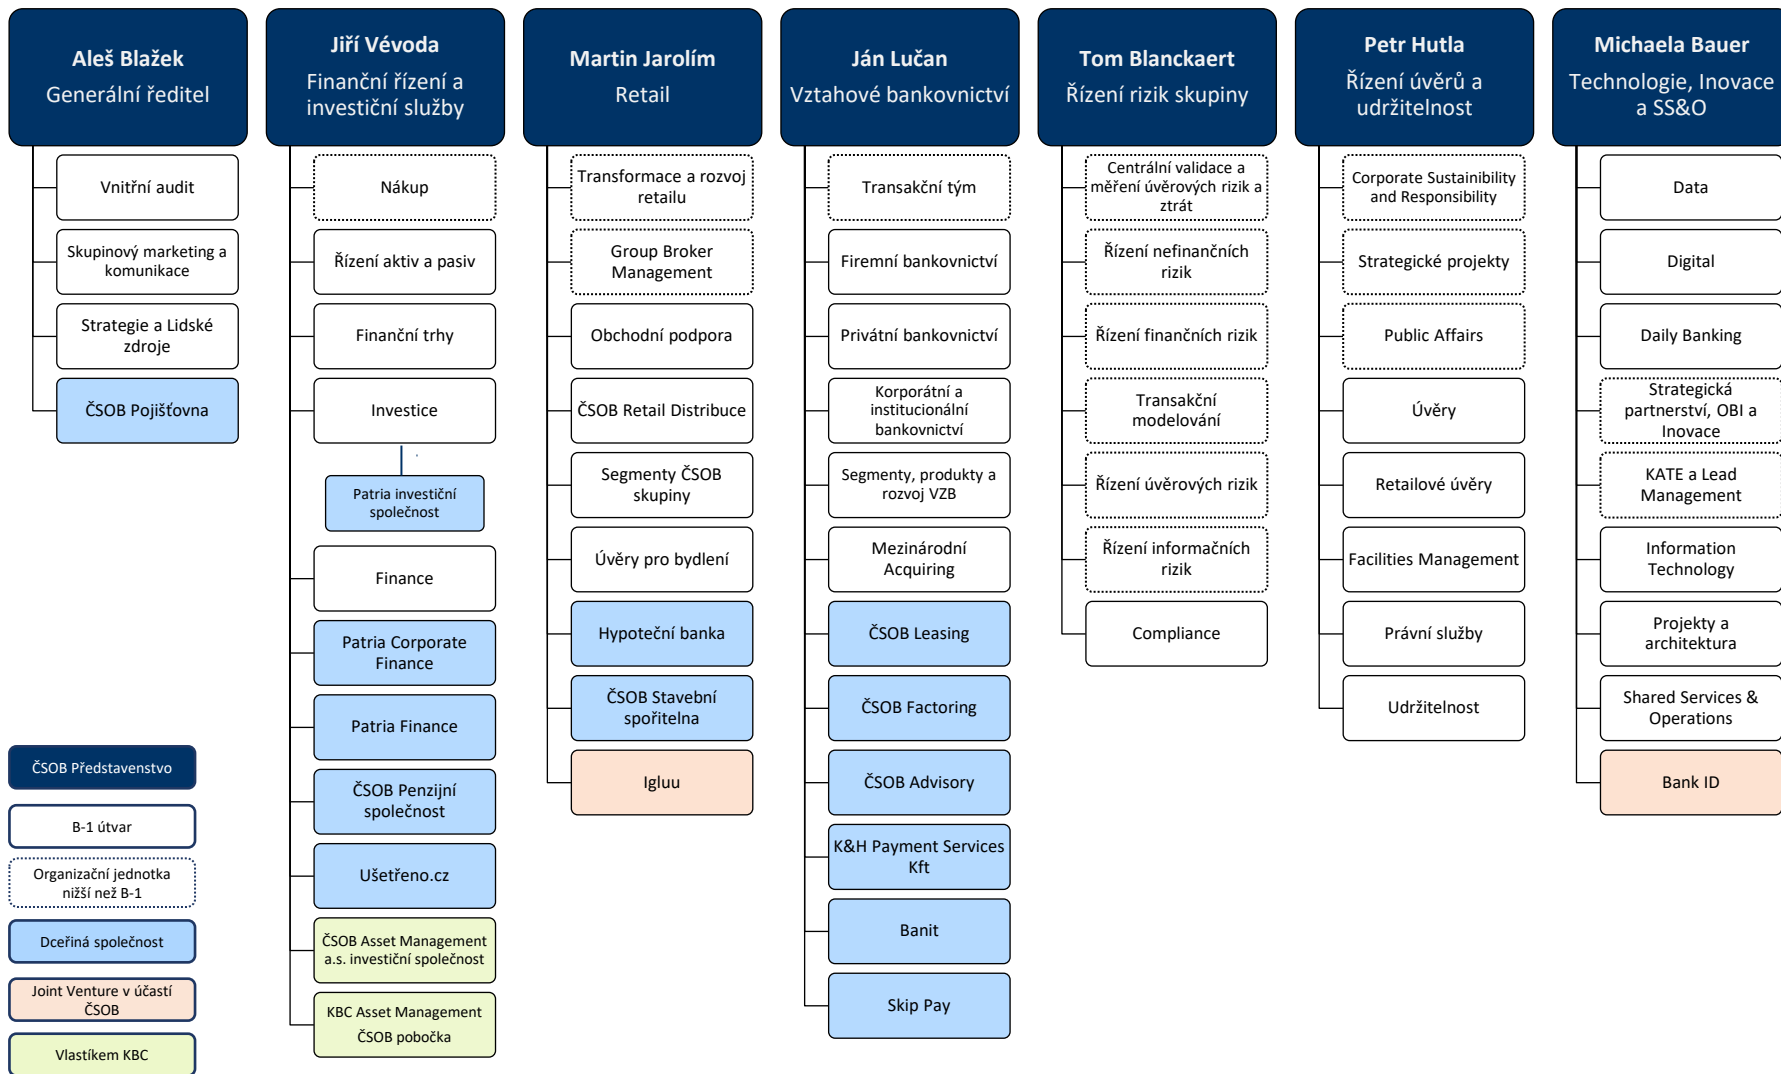 Aleš Blažek
Generální ředitel
Vnitřní audit
Skupinový marketing a
komunikace
Strategie a Lidské
zdroje
ČSOB Pojišťovna
Jiří Vévoda
Finanční řízení a
investiční služby
Nákup
Řízení aktiv a pasiv
Finanční trhy
Investice
Patria investiční
společnost
Finance
Patria Corporate
Finance
Patria Finance
ČSOB Penzijní
společnost
Ušetřeno.cz
ČSOB Asset Management
a.s. investiční společnost
KBC Asset Management
ČSOB pobočka
Martin Jarolím
Retail
Transformace a rozvoj
retailu
Group Broker
Management
Obchodní podpora
ČSOB Retail Distribuce
Segmenty ČSOB
skupiny
Úvěry pro bydlení
Hypoteční banka
ČSOB Stavební
spořitelna
Igluu
Ján Lučan
Vztahové bankovnictví
Transakční tým
Firemní bankovnictví
Privátní bankovnictví
Korporátní a
institucionální
bankovnictví
Segmenty, produkty a
rozvoj VZB
Mezinárodní
Acquiring
ČSOB Leasing
ČSOB Factoring
ČSOB Advisory
K&H Payment Services
Kft
Banit
Skip Pay
Tom Blanckaert
Řízení rizik skupiny
Centrální validace a
měření úvěrových rizik a
ztrát
Řízení nefinančních
rizik
Řízení finančních rizik
Transakční
modelování
Řízení úvěrových rizik
Řízení informačních
rizik
Compliance
Petr Hutla
Řízení úvěrů a
udržitelnost
Corporate Sustainibility
and Responsibility
Strategické projekty
Public Affairs
Úvěry
Retailové úvěry
Facilities Management
Právní služby
Udržitelnost
Michaela Bauer
Technologie, Inovace
a SS&O
Data
Digital
Daily Banking
Strategická
partnerství, OBI a
Inovace
KATE a Lead
Management
Information
Technology
Projekty a
architektura
Shared Services &
Operations
Bank ID
ČSOB Představenstvo
B-1 útvar
Organizační jednotka
nižší než B-1
Dceřiná společnost
Joint Venture v účastí
ČSOB
Vlastíkem KBC